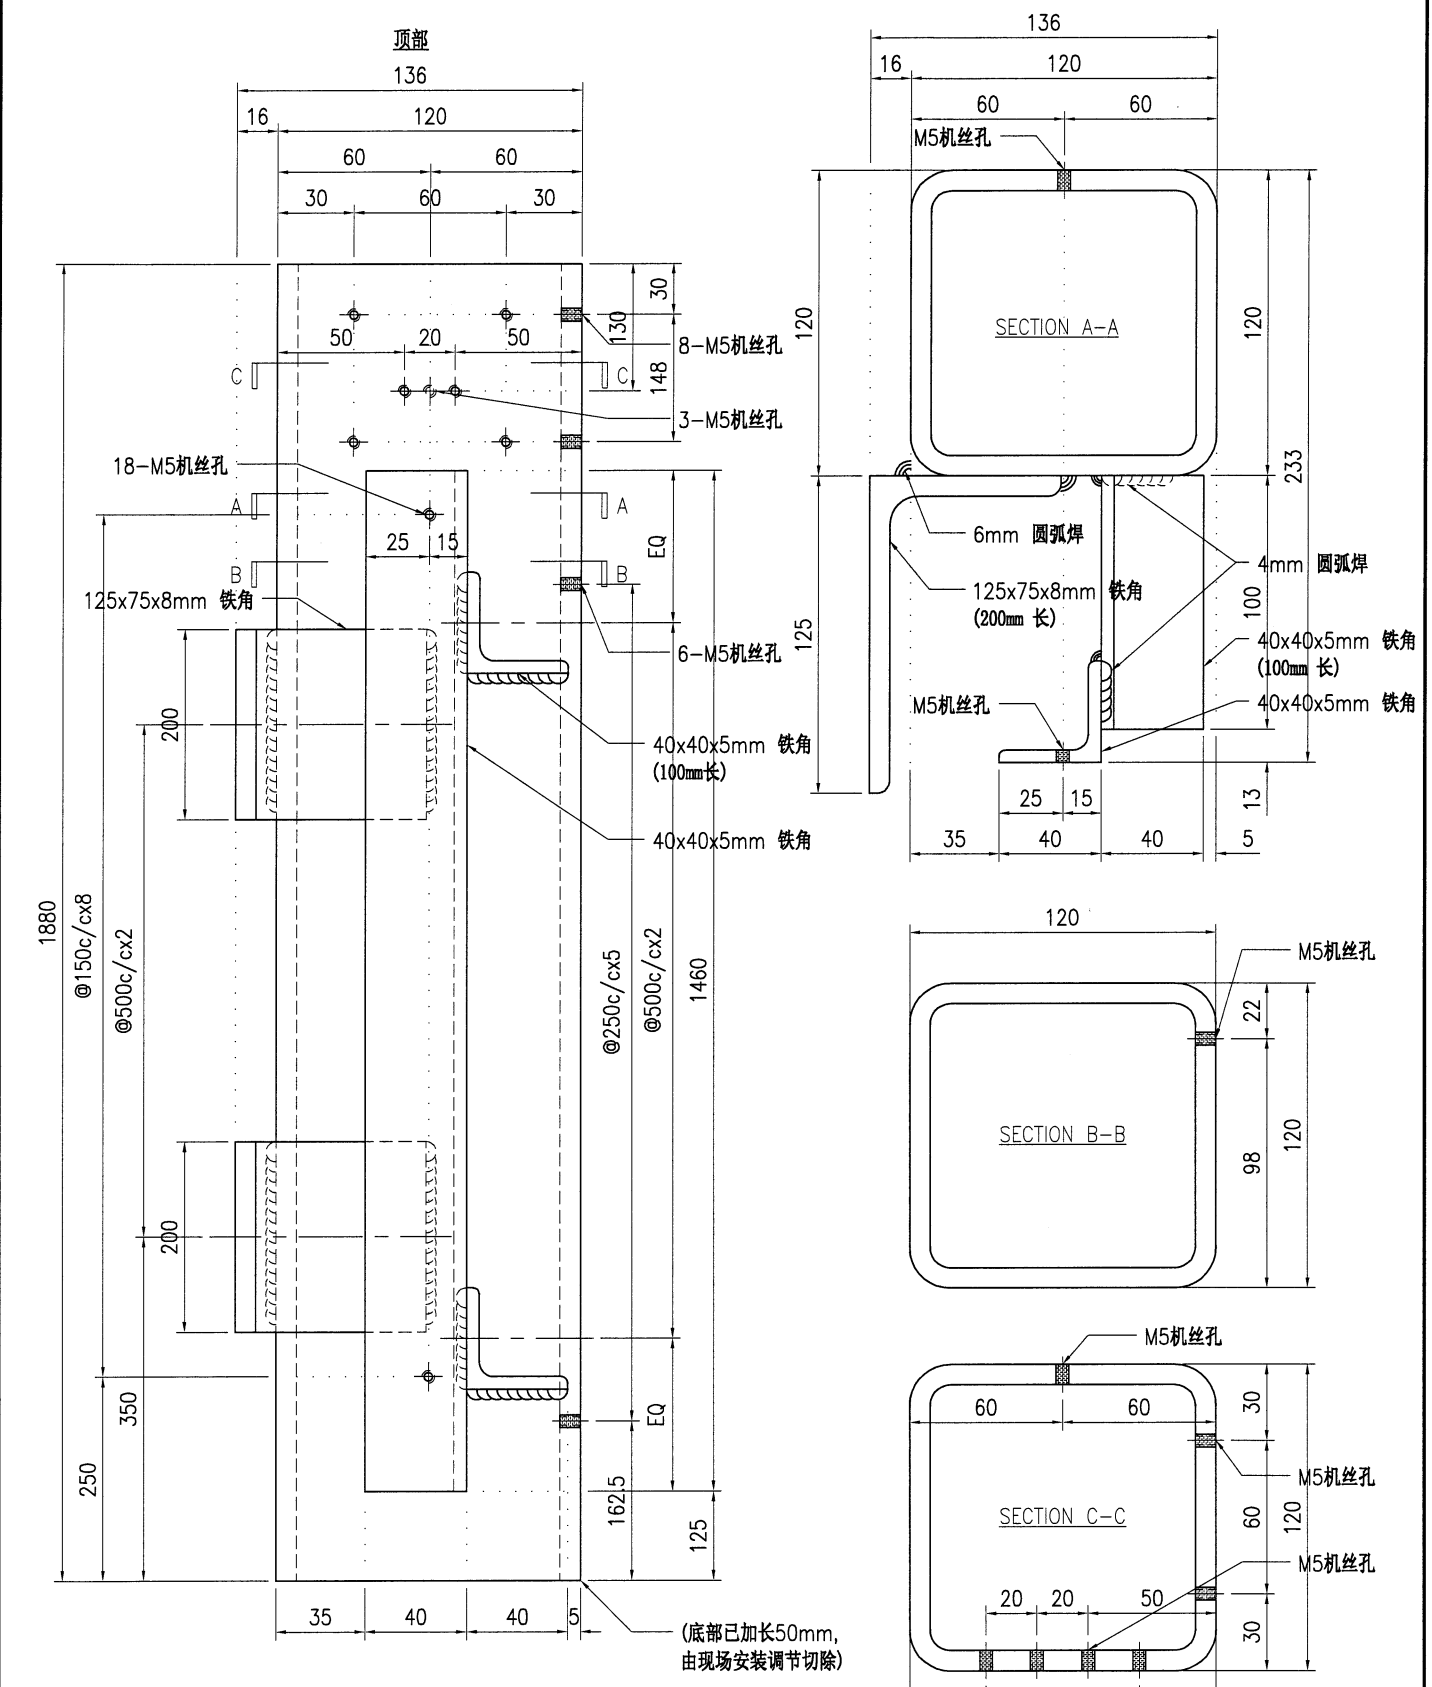 顶部
136
16
120
60
60
30
60
30
30
130
148
50
20
50
8-M5机丝孔
C
C
3-M5机丝孔
18-M5机丝孔
A
A
25
15
EQ
B
B
125x75x8mm 铁角
6-M5机丝孔
200
40x40x5mm 铁角
(100mm长)
40x40x5mm 铁角
1880
@150c/cx8
@500c/cx2
@250c/cx5
@500c/cx2
1460
200
350
250
EQ
162.5
125
35
40
40
5
(底部已加长50mm,
由现场安装调节切除)
136
16
120
60
60
M5机丝孔
120
SECTION A-A
120
233
6mm 圆弧焊
4mm 圆弧焊
125x75x8mm 铁角
(200mm 长)
125
100
40x40x5mm 铁角
(100mm 长)
M5机丝孔
40x40x5mm 铁角
25
15
13
35
40
40
5
120
M5机丝孔
22
SECTION B-B
98
120
M5机丝孔
60
60
30
M5机丝孔
SECTION C-C
60
120
M5机丝孔
20
20
50
30